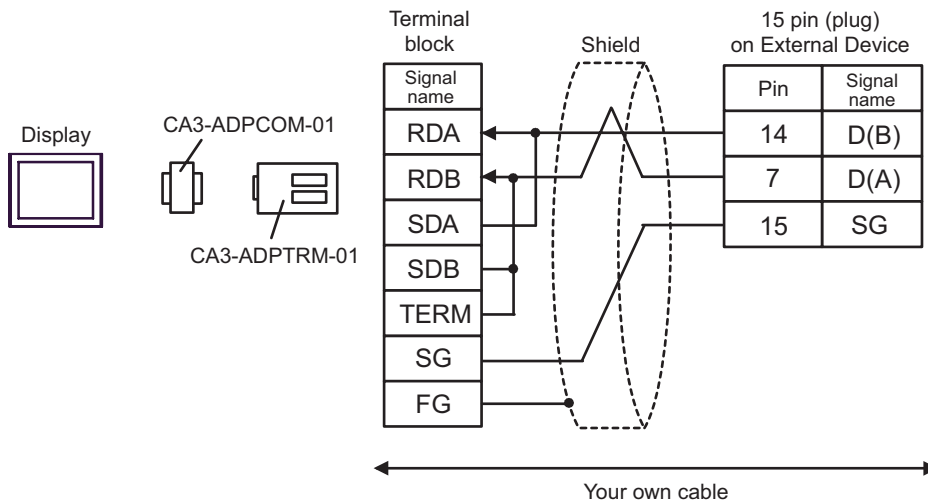 Terminal
block
Shield
15 pin (plug)
on External Device
Display
CA3-ADPCOM-01
CA3-ADPTRM-01
Signal
name
RDA
RDB
SDA
SDB
TERM
SG
FG
Pin
Signal
name
14
D(B)
7
D(A)
15
SG
Your own cable